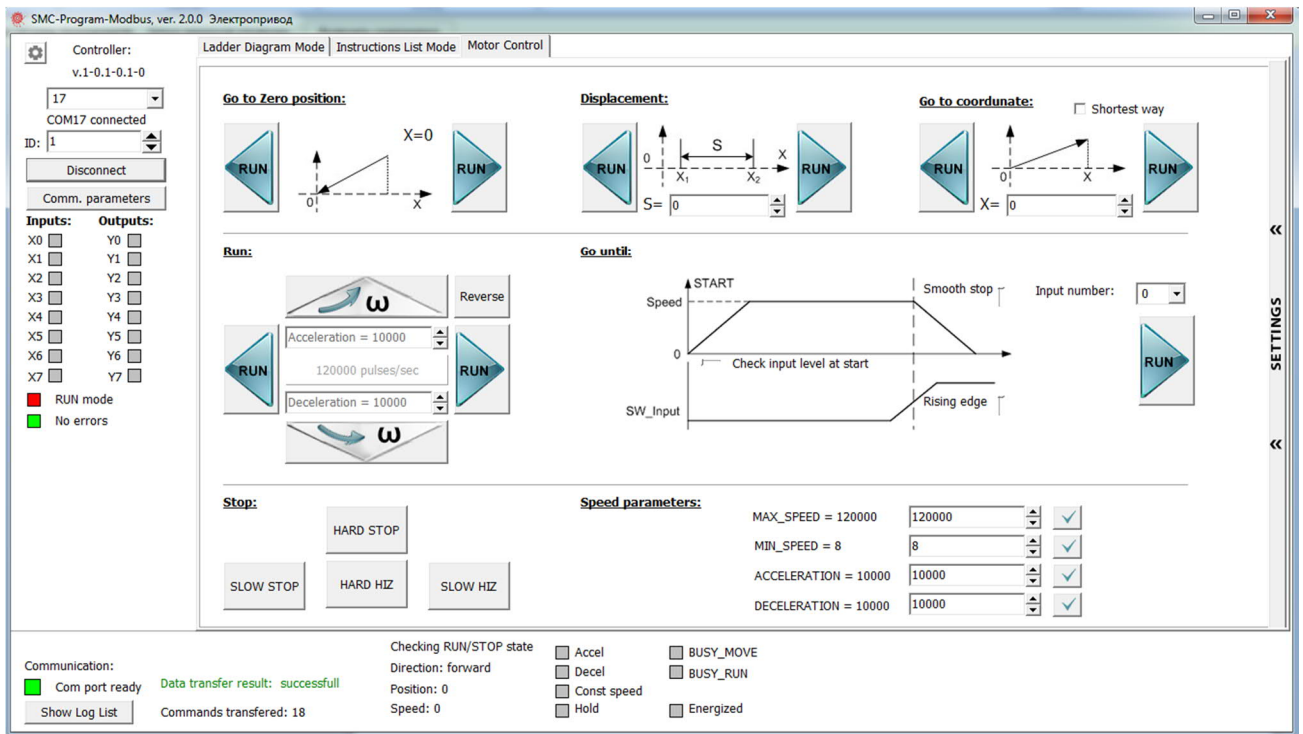 SMC-Program-Modbus, ver. 2.0.0 Электропривод
Controller:
v.1-0.1-0.1-0
17
COM17 connected
ID: 1
Disconnect
Comm. parameters
Inputs: Outputs:
X0 Y0
X1 Y1
X2 Y2
X3 Y3
X4 Y4
X5 Y5
X6 Y6
X7 Y7
RUN mode
No errors
Ladder Diagram Mode Instructions List Mode Motor Control
Go to Zero position:
RUN
X=0
0
X
RUN
Displacement:
RUN
0
S
X
X1
X2
S= 0
RUN
Go to coordunate:
Shortest way
RUN
0
X
X= 0
RUN
Run:
ω
Reverse
RUN
Acceleration = 10000
120000 pulses/sec
Deceleration = 10000
RUN
ω
Go until:
START
Speed
Smooth stop
Input number: 0
0
Check input level at start
RUN
SW_Input
Rising edge
SETTINGS
Stop:
HARD STOP
SLOW STOP
HARD HIZ
SLOW HIZ
Speed parameters:
MAX_SPEED = 120000 120000
MIN_SPEED = 8 8
ACCELERATION = 10000 10000
DECELERATION = 10000 10000
Communication:
Com port ready
Show Log List
Data transfer result: successfull
Commands transfered: 18
Checking RUN/STOP state
Direction: forward
Position: 0
Speed: 0
Accel
Decel
Const speed
Hold
BUSY_MOVE
BUSY_RUN
Energized